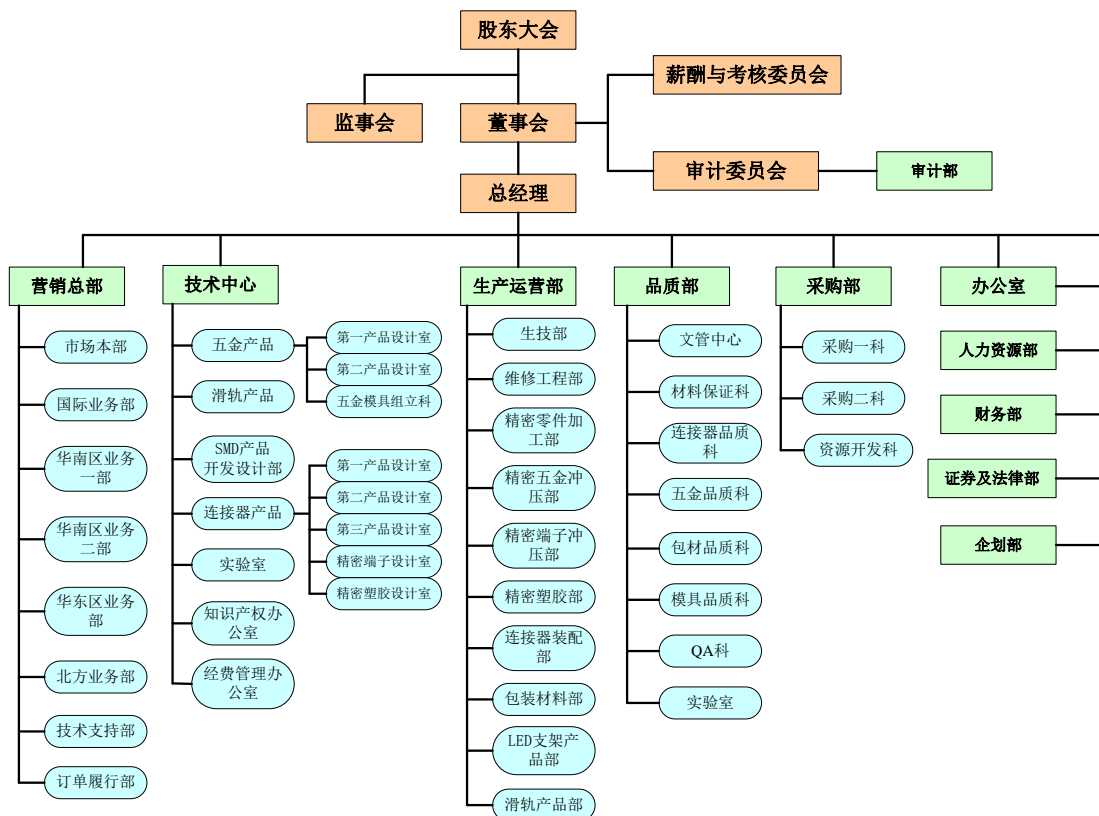 股东大会
薪酬与考核委员会
监事会
董事会
审计委员会
审计部
总经理
营销总部
技术中心
生产运营部
品质部
采购部
办公室
人力资源部
财务部
证券及法律部
企划部
市场本部
国际业务部
华南区业务
一部
华南区业务
二部
华东区业务
部
北方业务部
技术支持部
订单履行部
五金产品
第一产品设计室
第二产品设计室
五金模具组立科
滑轨产品
SMD产品
开发设计部
连接器产品
第一产品设计室
第二产品设计室
第三产品设计室
精密端子设计室
精密塑胶设计室
实验室
知识产权办
公室
经费管理办
公室
生技部
维修工程部
精密零件加
工部
精密五金冲
压部
精密端子冲
压部
精密塑胶部
连接器装配
部
包装材料部
LED支架产
品部
滑轨产品部
文管中心
材料保证科
连接器品质
科
五金品质科
包材品质科
模具品质科
QA科
实验室
采购一科
采购二科
资源开发科